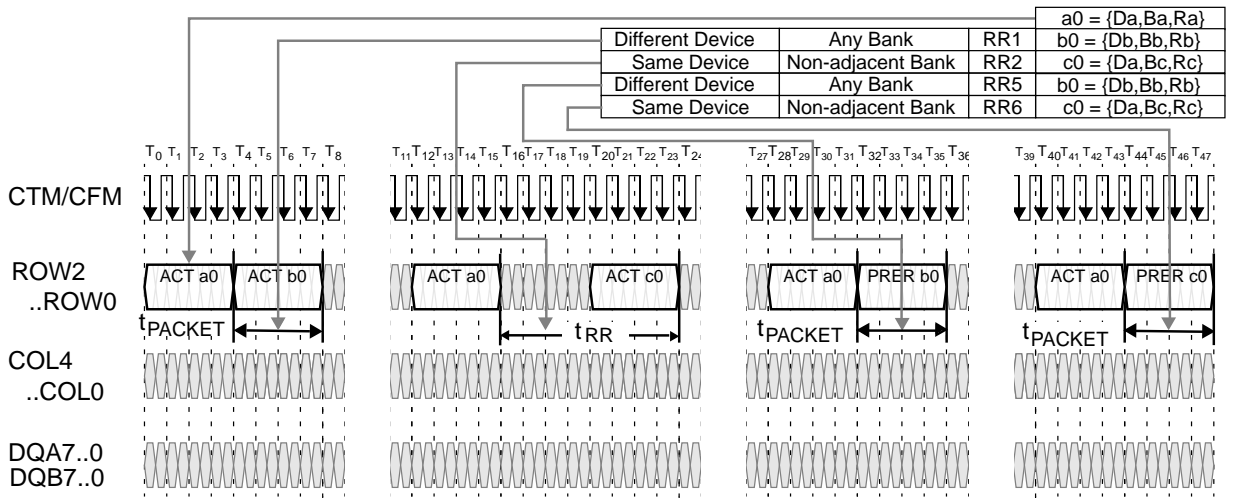 a0 = {Da,Ba,Ra}
Different Device Any Bank RR1 b0 = {Db,Bb,Rb}
Same Device Non-adjacent Bank RR2 c0 = {Da,Bc,Rc}
Different Device Any Bank RR5 b0 = {Db,Bb,Rb}
Same Device Non-adjacent Bank RR6 c0 = {Da,Bc,Rc}
T0 T1 T2 T3 T4 T5 T6 T7 T8 T11 T12 T13 T14 T15 T16 T17 T18 T19 T20 T21 T22 T23 T24 T27 T28 T29 T30 T31 T32 T33 T34 T35 T36 T39 T40 T41 T42 T43 T44 T45 T46 T47
CTM/CFM
ROW2
..ROW0
ACT a0 ACT b0 ACT a0 ACT c0 ACT a0 PRER b0 ACT a0 PRER c0
tPACKET tRR tPACKET tPACKET
COL4
..COL0
DQA7..0
DQB7..0